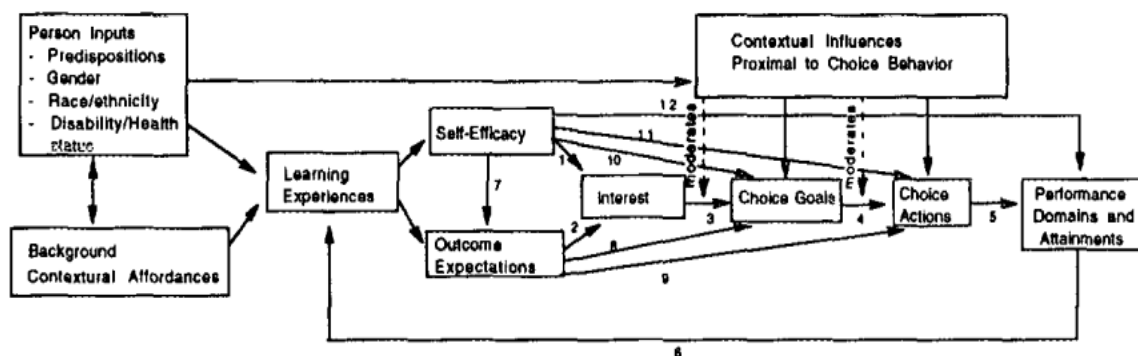 Person Inputs
- Predispositions
- Gender
- Race/ethnicity
- Disability/Health
status
Background
Contextural Affordances
Learning
Experiences
Self-Efficacy
Outcome
Expectations
Interest
Contextual Influences
Proximal to Choice Behavior
moderates
moderates
Choice Goals
Choice
Actions
Performance
Domains and
Attainments
1
2
3
4
5
6
7
8
9
10
11
12